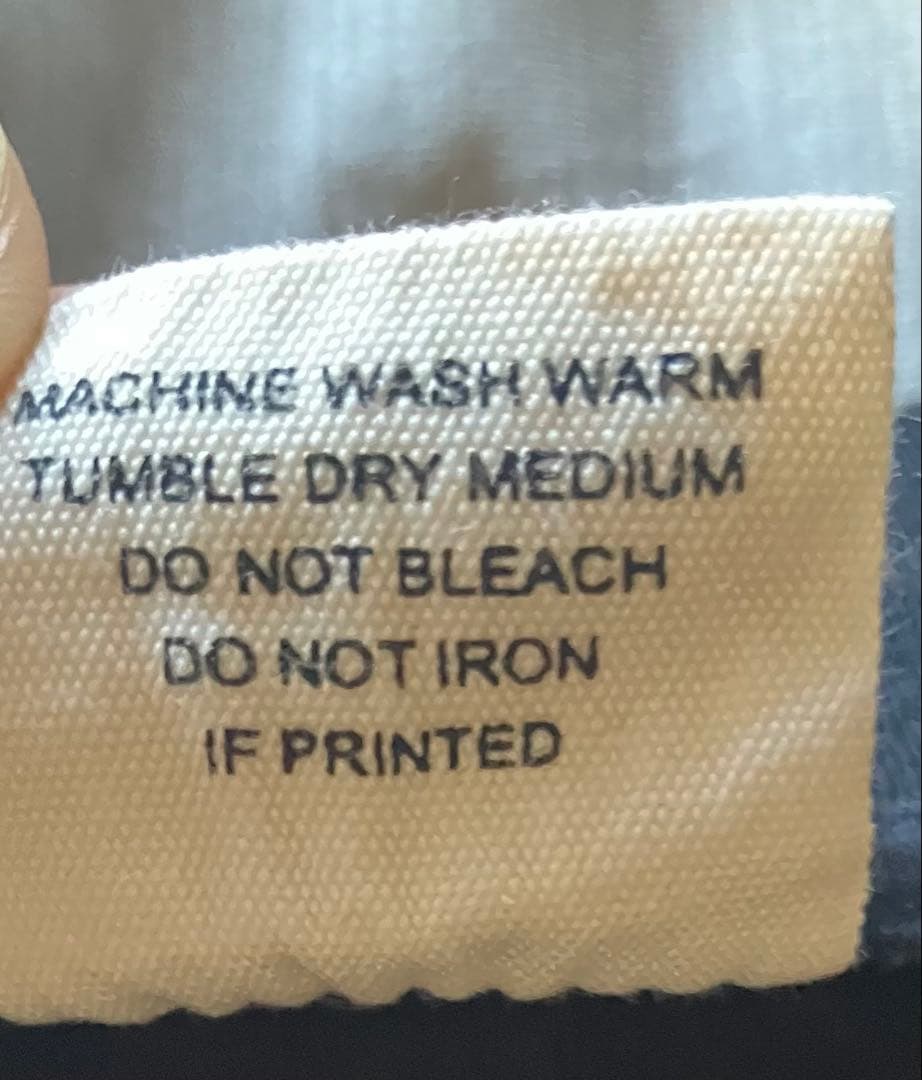 MACHINE WASH WARM
TUMBLE DRY MEDIUM
DO NOT BLEACH
DO NOT IRON
IF PRINTED